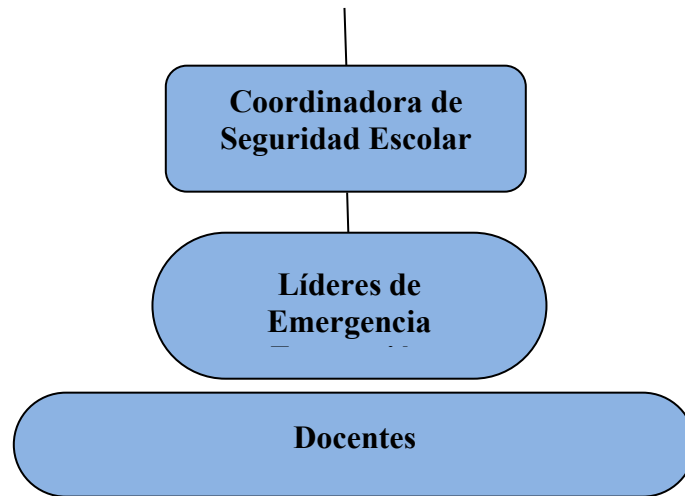 Coordinadora de
Seguridad Escolar
Líderes de
Emergencia
Docentes